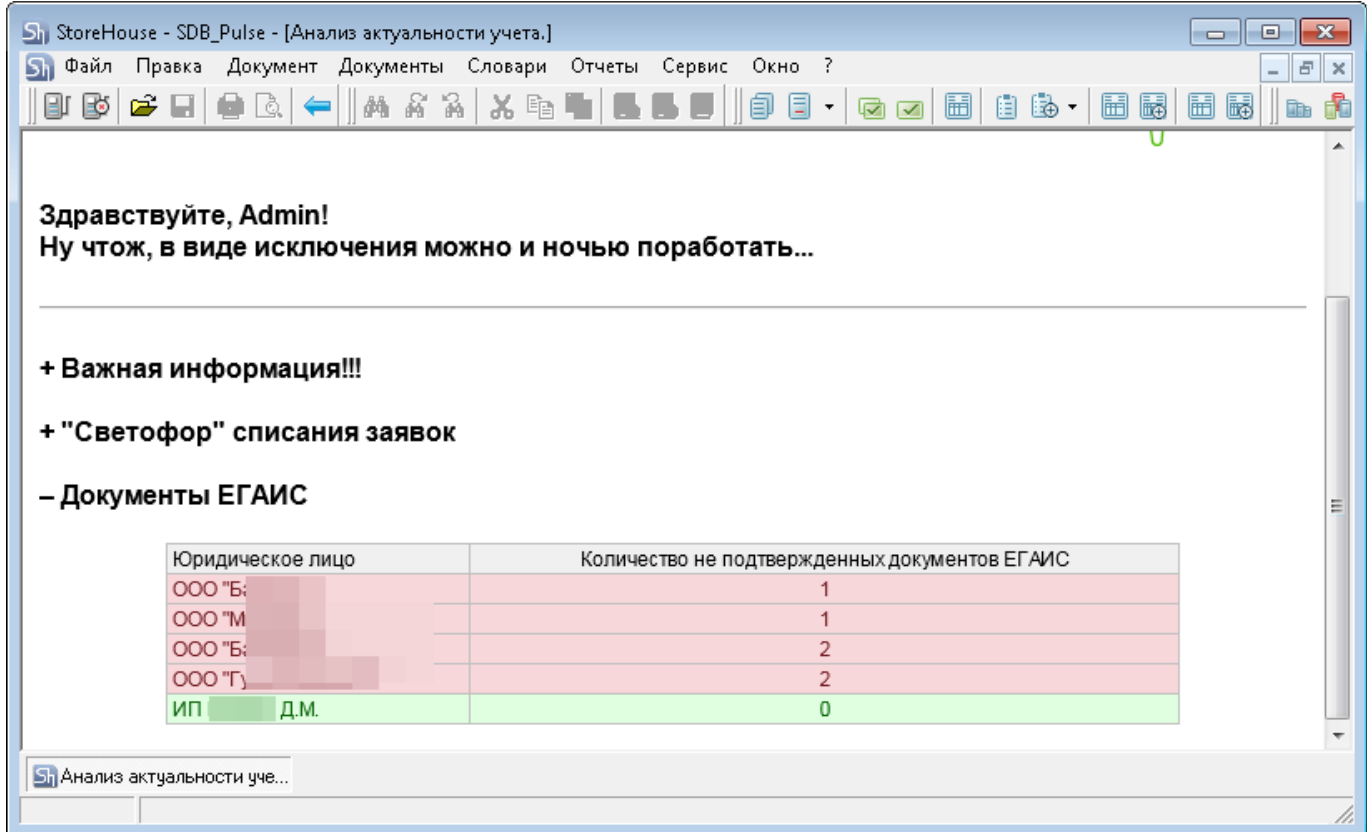 StoreHouse - SDB_Pulse - [Анализ актуальности учета.]
Файл Правка Документ Документы Словари Отчеты Сервис Окно ?
Здравствуйте, Admin!
Ну чтож, в виде исключения можно и ночью поработать...
+ Важная информация!!!
+ "Светофор" списания заявок
– Документы ЕГАИС
Юридическое лицо Количество не подтвержденных документов ЕГАИС
ООО 1
ООО 1
ООО 2
ООО 2
ИП Д.М. 0
Анализ актуальности уче...